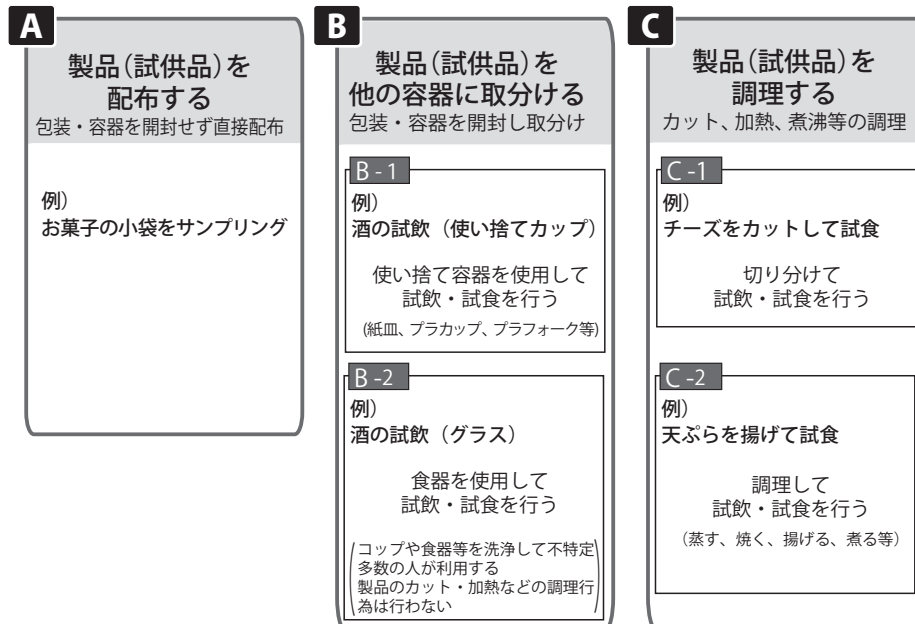 A
製品(試供品)を
配布する
包装・容器を開封せず直接配布
例)
お菓子の小袋をサンプリング
B
製品(試供品)を
他の容器に取分ける
包装・容器を開封し取分け
B - 1
例)
酒の試飲(使い捨てカップ)
使い捨て容器を使用して
試飲・試食を行う
(紙皿、プラカップ、プラフォーク等)
B -2
例)
酒の試飲(グラス)
食器を使用して
試飲・試食を行う
(コップや食器等を洗浄して不特定
多数の人が利用する
製品のカット・加熱などの調理行
為は行わない)
C
製品(試供品)を
調理する
カット、加熱、煮沸等の調理
C -1
例)
チーズをカットして試食
切り分けて
試飲・試食を行う
C -2
例)
天ぷらを揚げて試食
調理して
試飲・試食を行う
(蒸す、焼く、揚げる、煮る等)